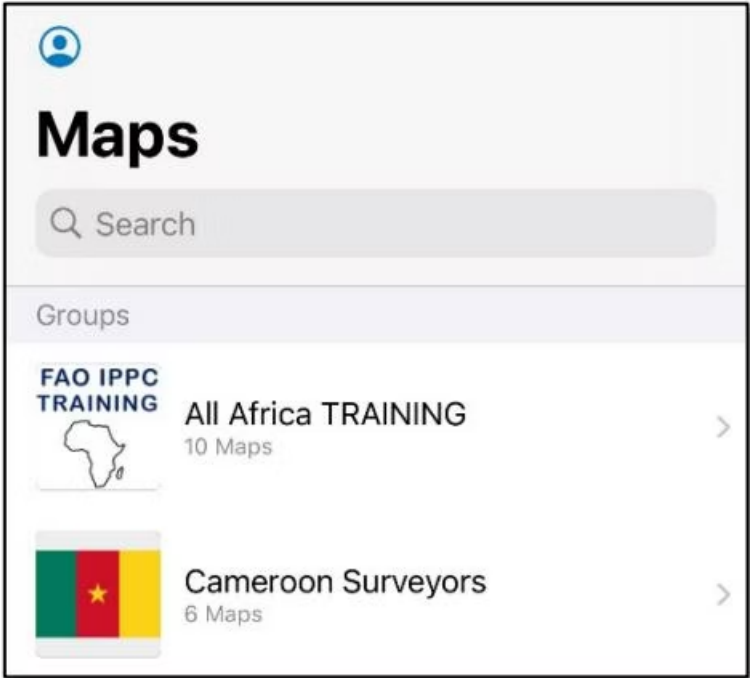 Maps
Search
Groups
FAO IPPC
TRAINING
All Africa TRAINING
10 Maps
Cameroon Surveyors
6 Maps